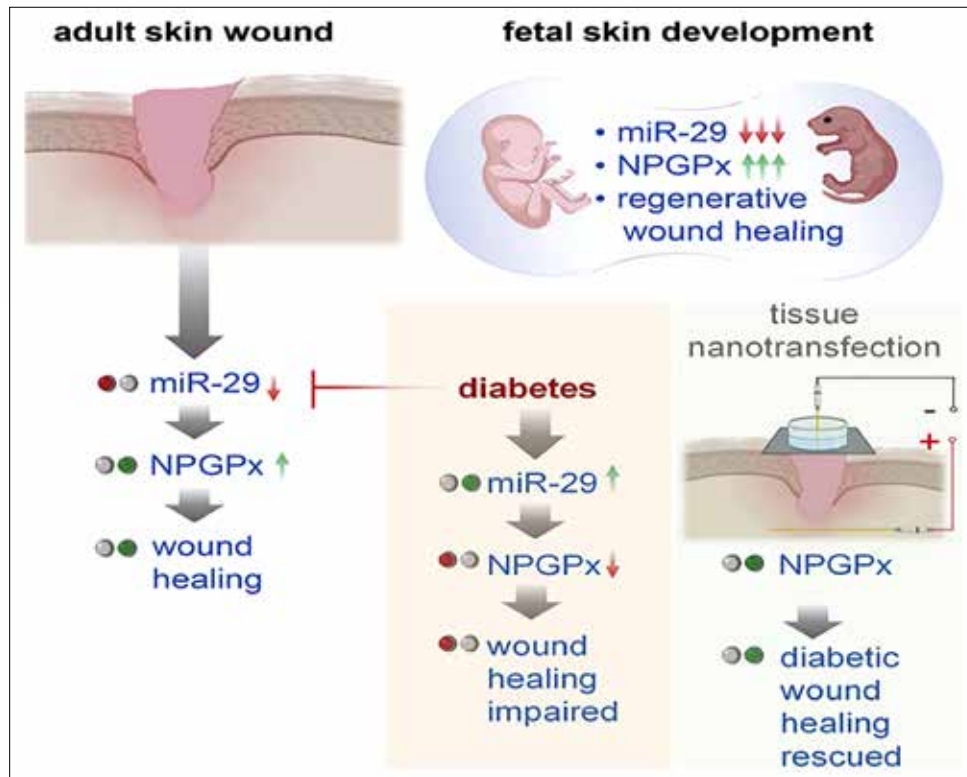 adult skin wound
fetal skin development
• miR-29 ↓↓↓
• NPGPx ↑↑↑
• regenerative
wound healing
miR-29 ↓
NPGPx ↑
wound
healing
diabetes
miR-29 ↑
NPGPx ↓
wound
healing
impaired
tissue
nanotransfection
-
+
NPGPx
diabetic
wound
healing
rescued